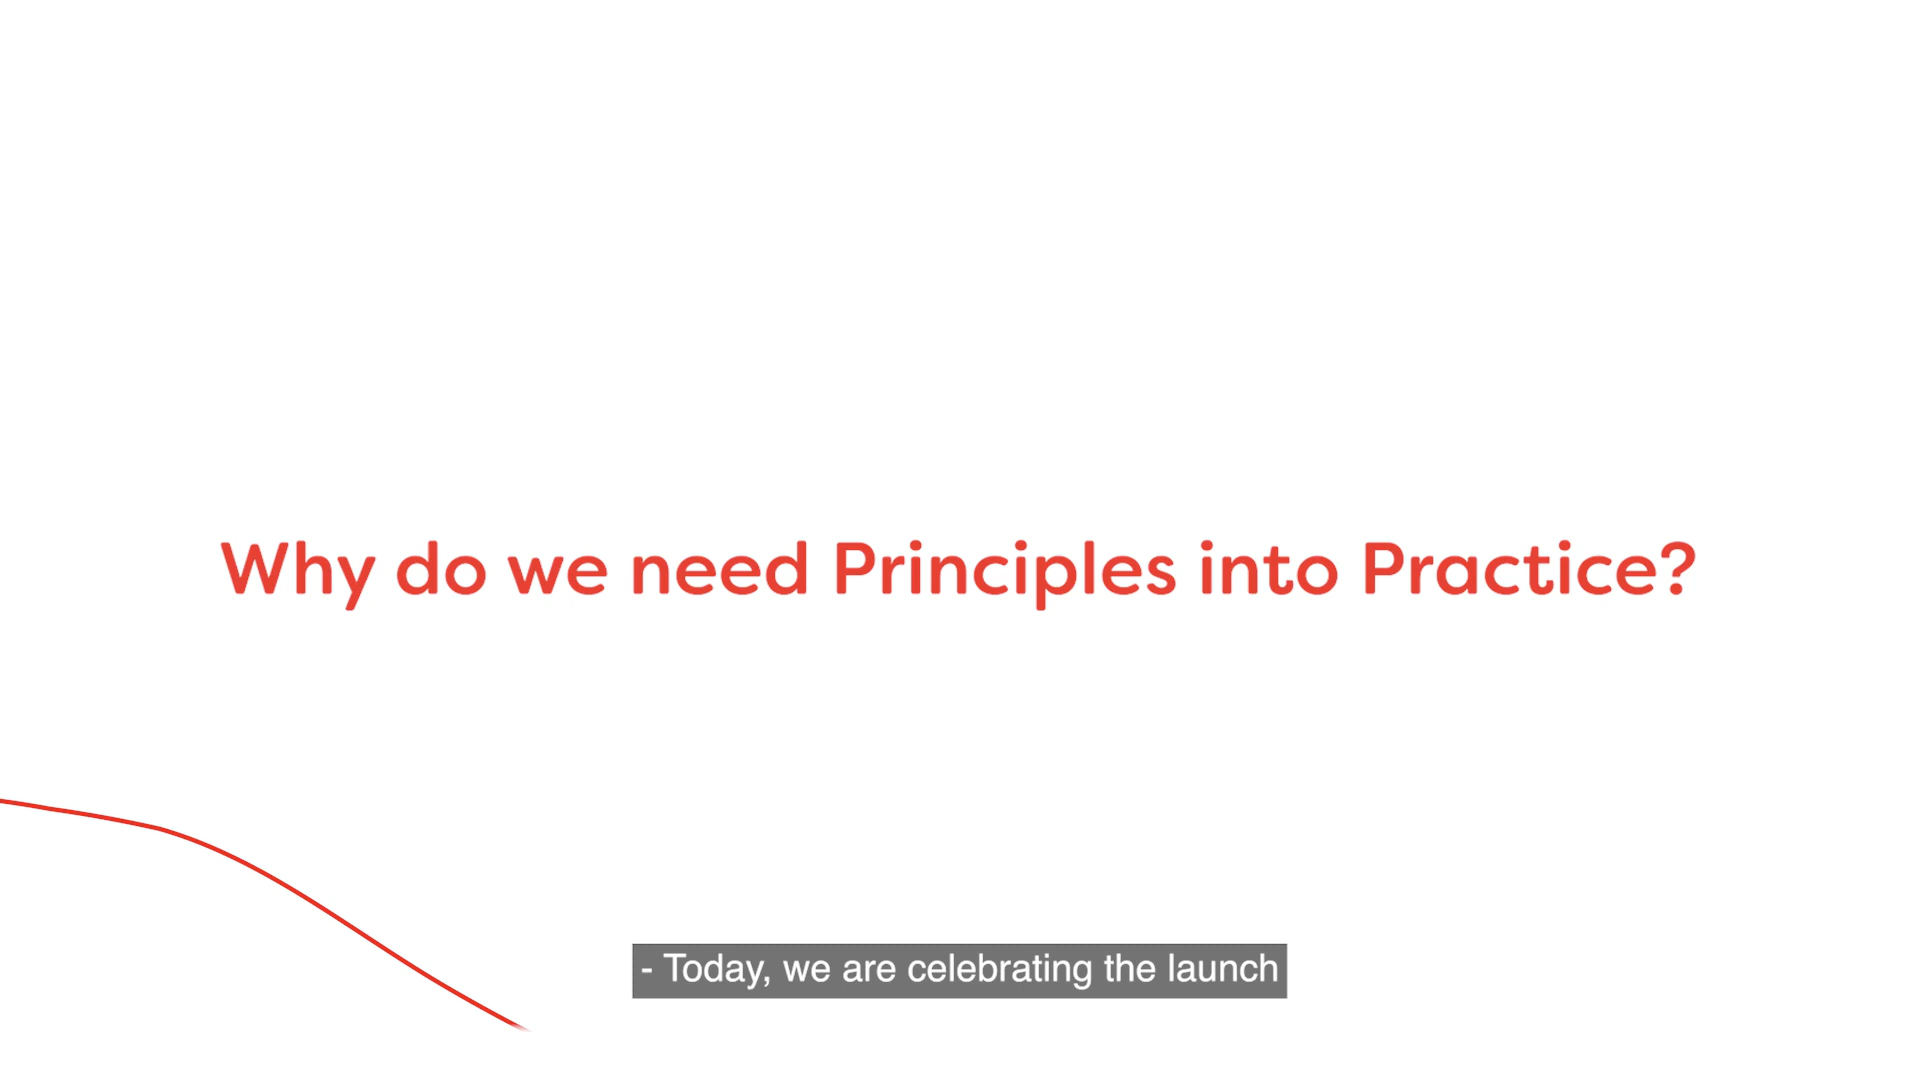 Why do we need Principles into Practice?
- Today, we are celebrating the launch